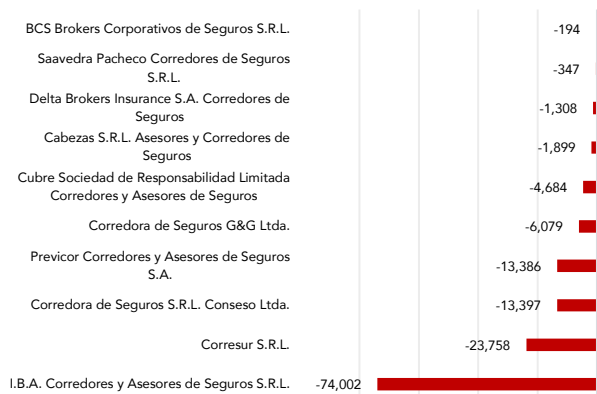 BCS Brokers Corporativos de Seguros S.R.L.
-194
Saavedra Pacheco Corredores de Seguros
S.R.L.
-347
Delta Brokers Insurance S.A. Corredores de
Seguros
-1,308
Cabezas S.R.L. Asesores y Corredores de
Seguros
-1,899
Cubre Sociedad de Responsabilidad Limitada
Corredores y Asesores de Seguros
-4,684
Corredora de Seguros G&G Ltda.
-6,079
Previcor Corredores y Asesores de Seguros
S.A.
-13,386
Corredora de Seguros S.R.L. Conseso Ltda.
-13,397
Corresur S.R.L.
-23,758
I.B.A. Corredores y Asesores de Seguros S.R.L.
-74,002